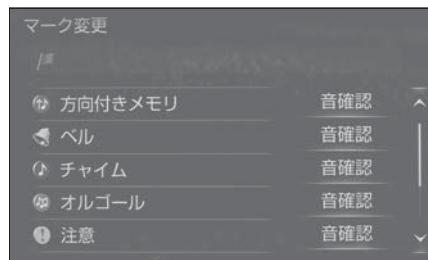 マーク変更
方向付きメモリ 音確認
ベル 音確認
チャイム 音確認
オルゴール 音確認
注意 音確認